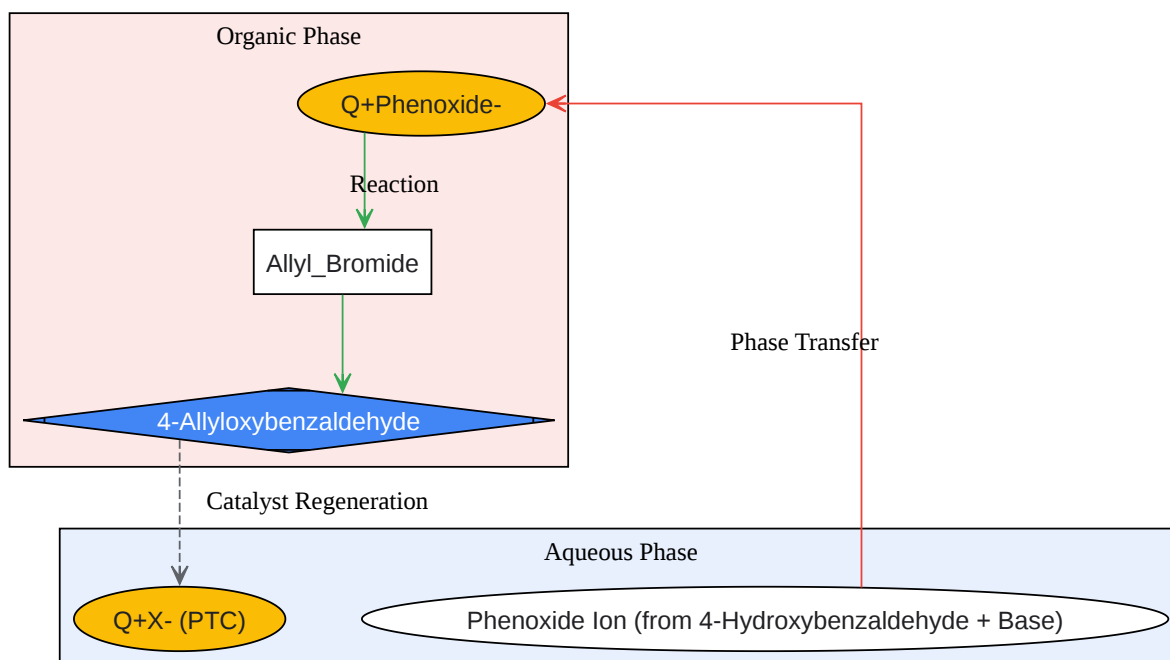 Organic Phase
Q+Phenoxide-
Reaction
Allyl_Bromide
Phase Transfer
4-Allyloxybenzaldehyde
Catalyst Regeneration
Aqueous Phase
Q+X- (PTC)
Phenoxide Ion (from 4-Hydroxybenzaldehyde + Base)